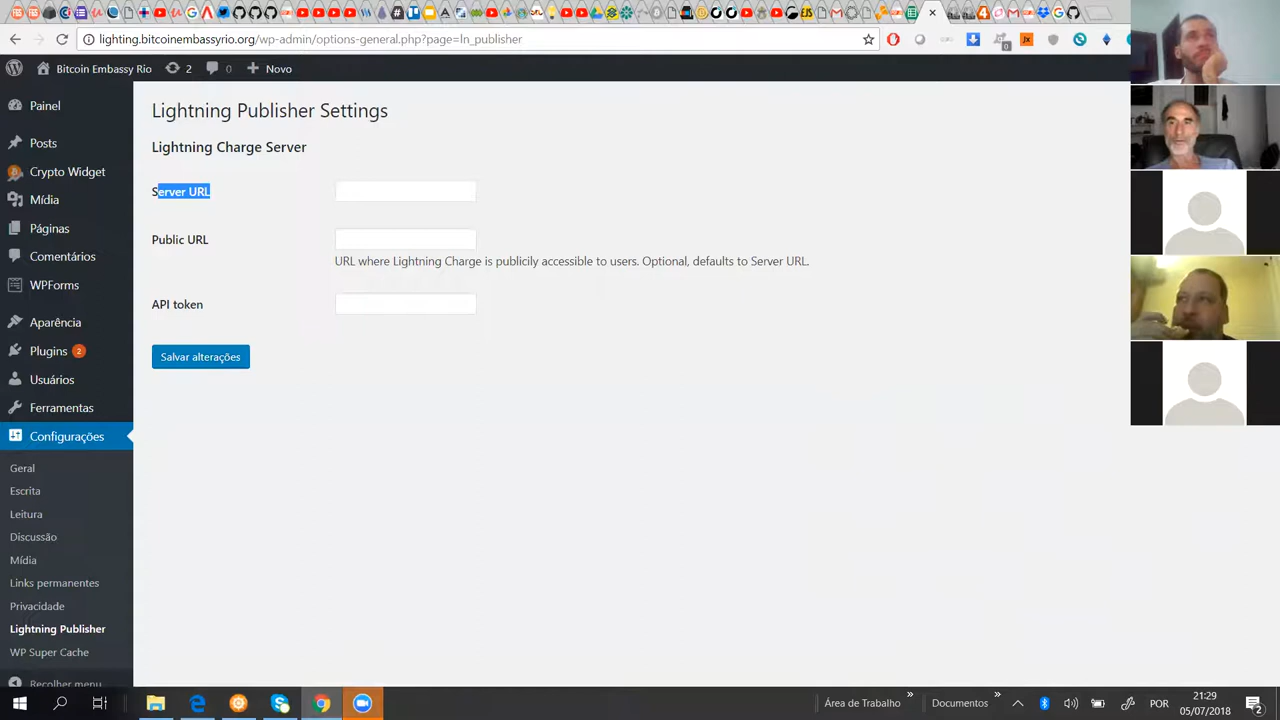 lighting.bitcoinembassyrio.org/wp-admin/options-general.php?page=ln_publisher
Bitcoin Embassy Rio
2
0
Novo
Painel
Posts
Crypto Widget
Mídia
Páginas
Comentários
WPForms
Aparência
Plugins 2
Usuários
Ferramentas
Configurações
Geral
Escrita
Leitura
Discussão
Mídia
Links permanentes
Privacidade
Lightning Publisher
WP Super Cache
Recolher menu
Lightning Publisher Settings
Lightning Charge Server
Server URL
Public URL
URL where Lightning Charge is publicily accessible to users. Optional, defaults to Server URL.
API token
Salvar alterações
Área de Trabalho
Documentos
POR
21:29
05/07/2018
2